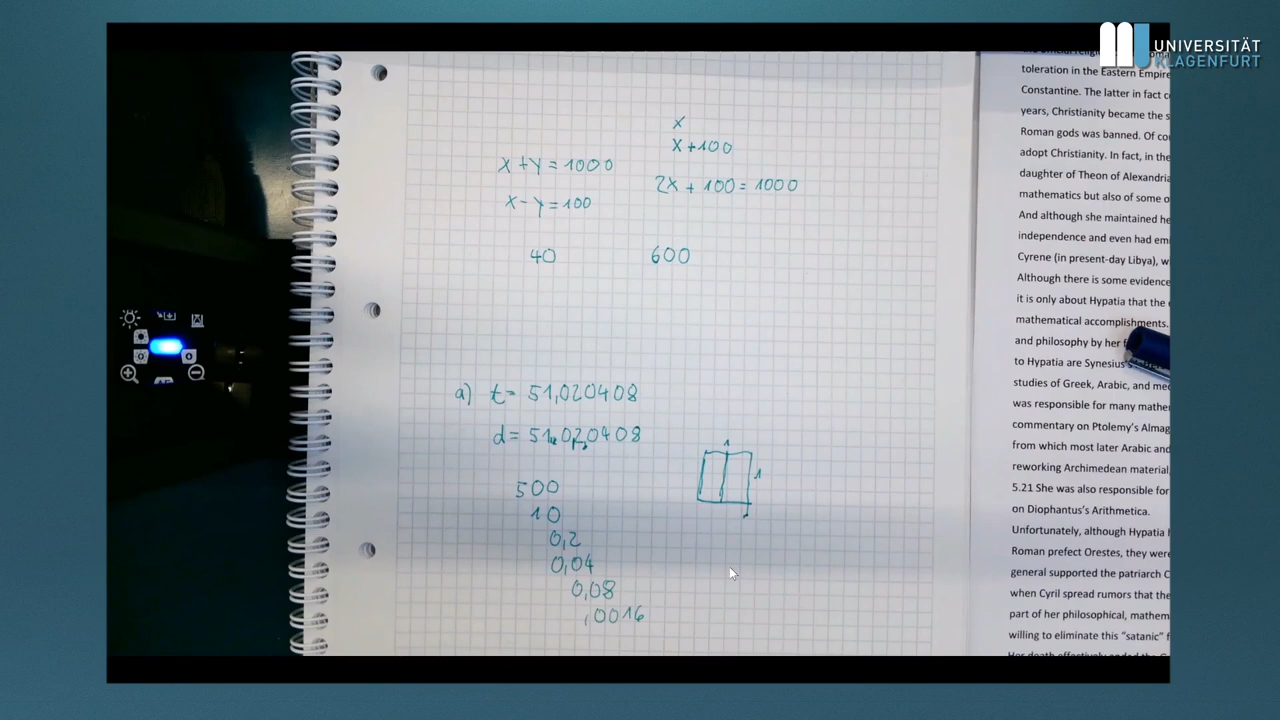 UNIVERSITÄT
KLAGENFURT
x
x+100
x+y=1000
2x + 100 = 1000
x-y=100
40
600
a) t= 51,020408
d= 51,020408
1
1
500
10
0,2
0,04
0,08
,0016
toleration in the Eastern Empire
Constantine. The latter in fact
years, Christianity became the
Roman gods was banned. Of
adopt Christianity. In fact, in the
daughter of Theon of Alexandria
mathematics but also of some
And although she maintained
independence and even had
Cyrene (in present-day Libya),
Although there is some evidence
it is only about Hypatia that the
mathematical accomplishments.
and philosophy by her
to Hypatia are Synesius's
studies of Greek, Arabic, and
was responsible for many
commentary on Ptolemy's
from which most later Arabic and
reworking Archimedean material
5.21 She was also responsible for
on Diophantus's Arithmetica.
Unfortunately, although Hypatia
Roman prefect Orestes, they were
general supported the patriarch
when Cyril spread rumors that the
part of her philosophical,
willing to eliminate this "satanic"
Her death effectively ended the